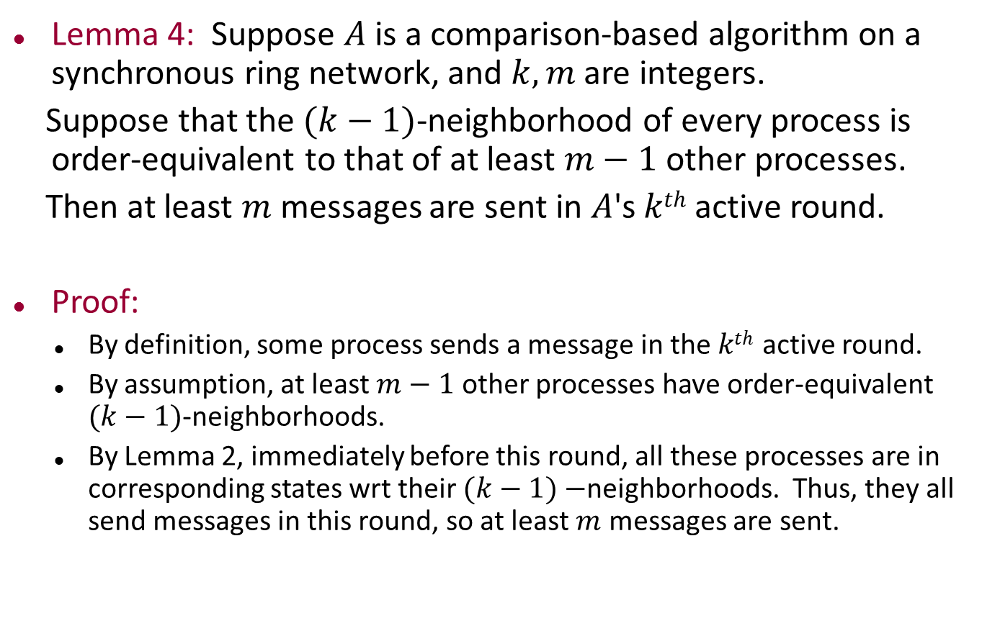 • Lemma 4: Suppose A is a comparison-based algorithm on a
synchronous ring network, and k, m are integers.
Suppose that the (k − 1)-neighborhood of every process is
order-equivalent to that of at least m − 1 other processes.
Then at least m messages are sent in A's kᵗʰ active round.
• Proof:
• By definition, some process sends a message in the kᵗʰ active round.
• By assumption, at least m − 1 other processes have order-equivalent
(k − 1)-neighborhoods.
• By Lemma 2, immediately before this round, all these processes are in
corresponding states wrt their (k − 1) −neighborhoods. Thus, they all
send messages in this round, so at least m messages are sent.